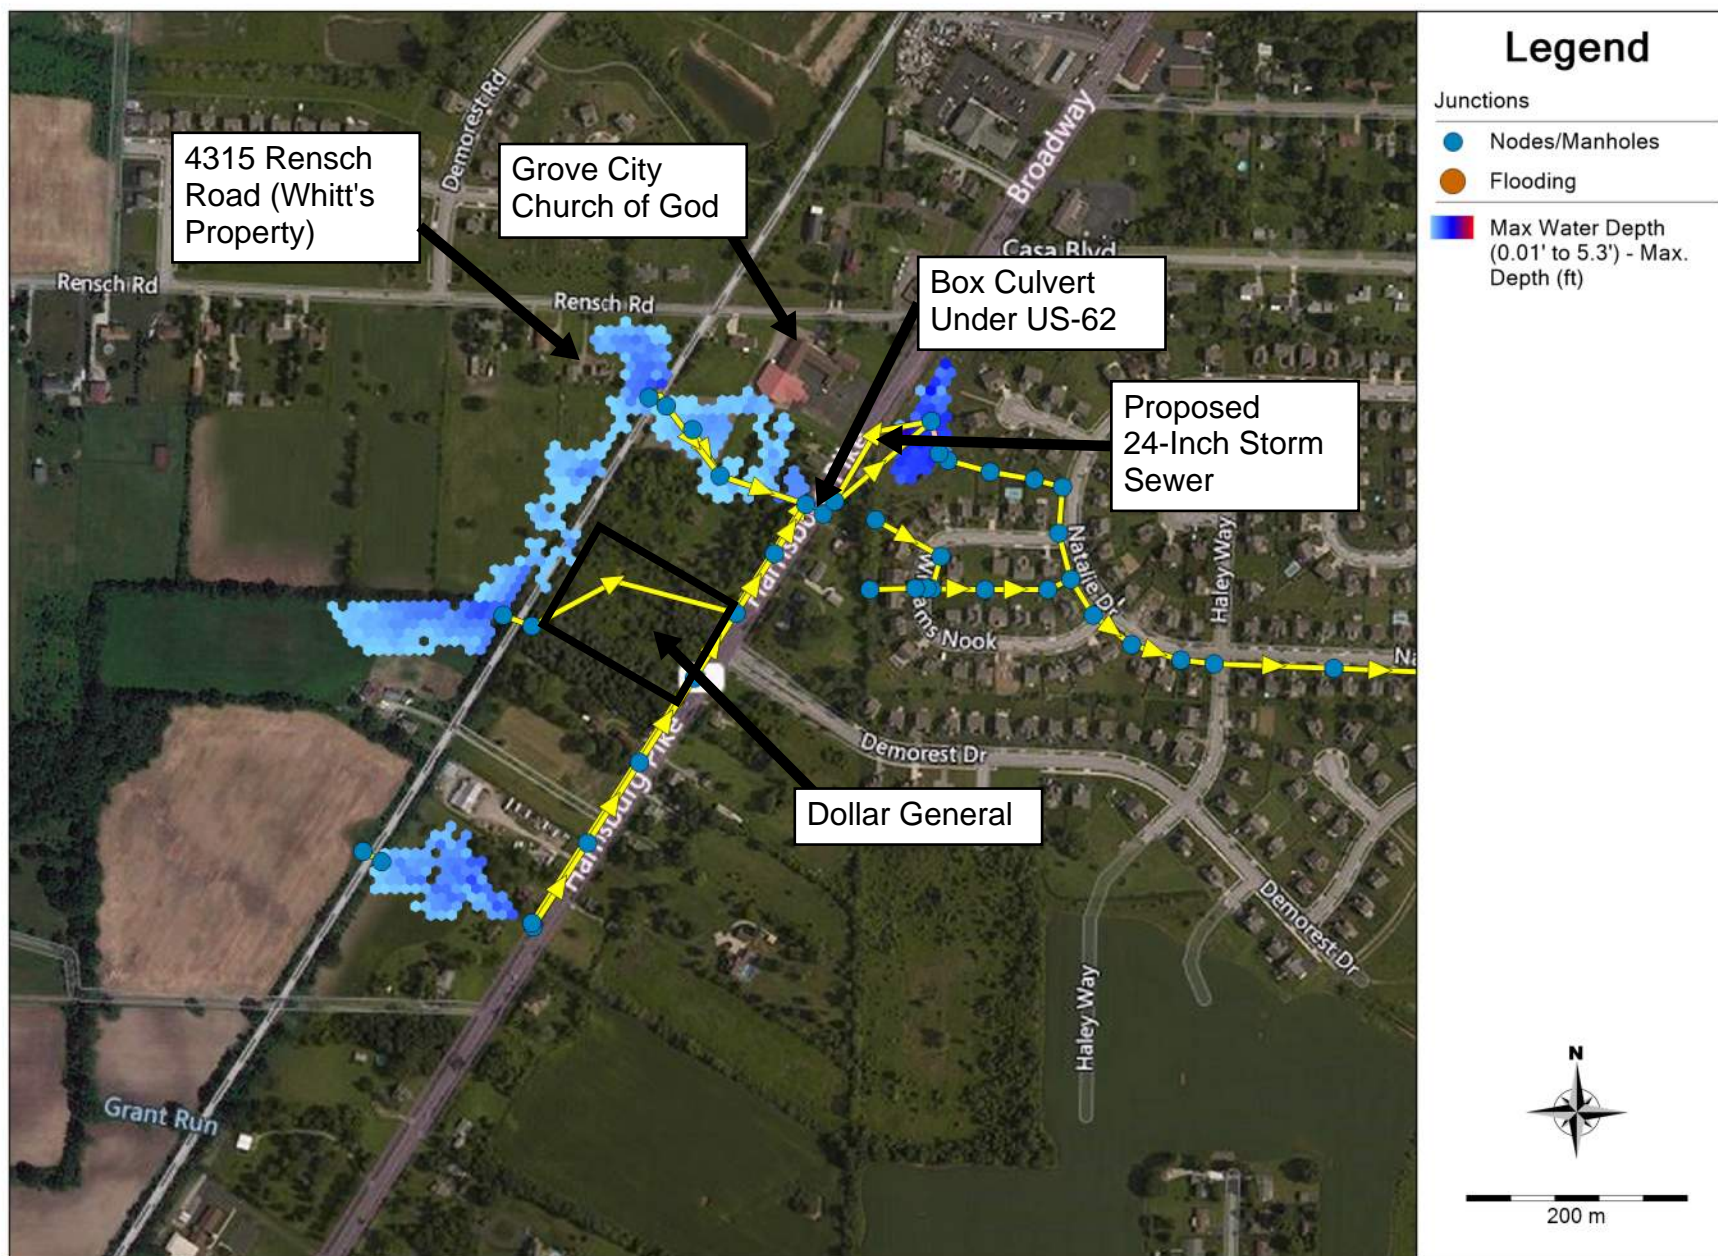 Legend
Junctions
Nodes/Manholes
Flooding
Max Water Depth
(0.01' to 5.3') - Max.
Depth (ft)
Demorest Rd
4315 Rensch
Road (Whitt's
Property)
Grove City
Church of God
Broadway
Casa Blvd
Rensch Rd
Rensch Rd
Box Culvert
Under US-62
Proposed
24-Inch Storm
Sewer
Natalie Dr
Haley Way
Nook
Demorest Dr
Harrisburg Pike
Dollar General
Demorest Dr
Haley Way
Grant Run
N
200 m